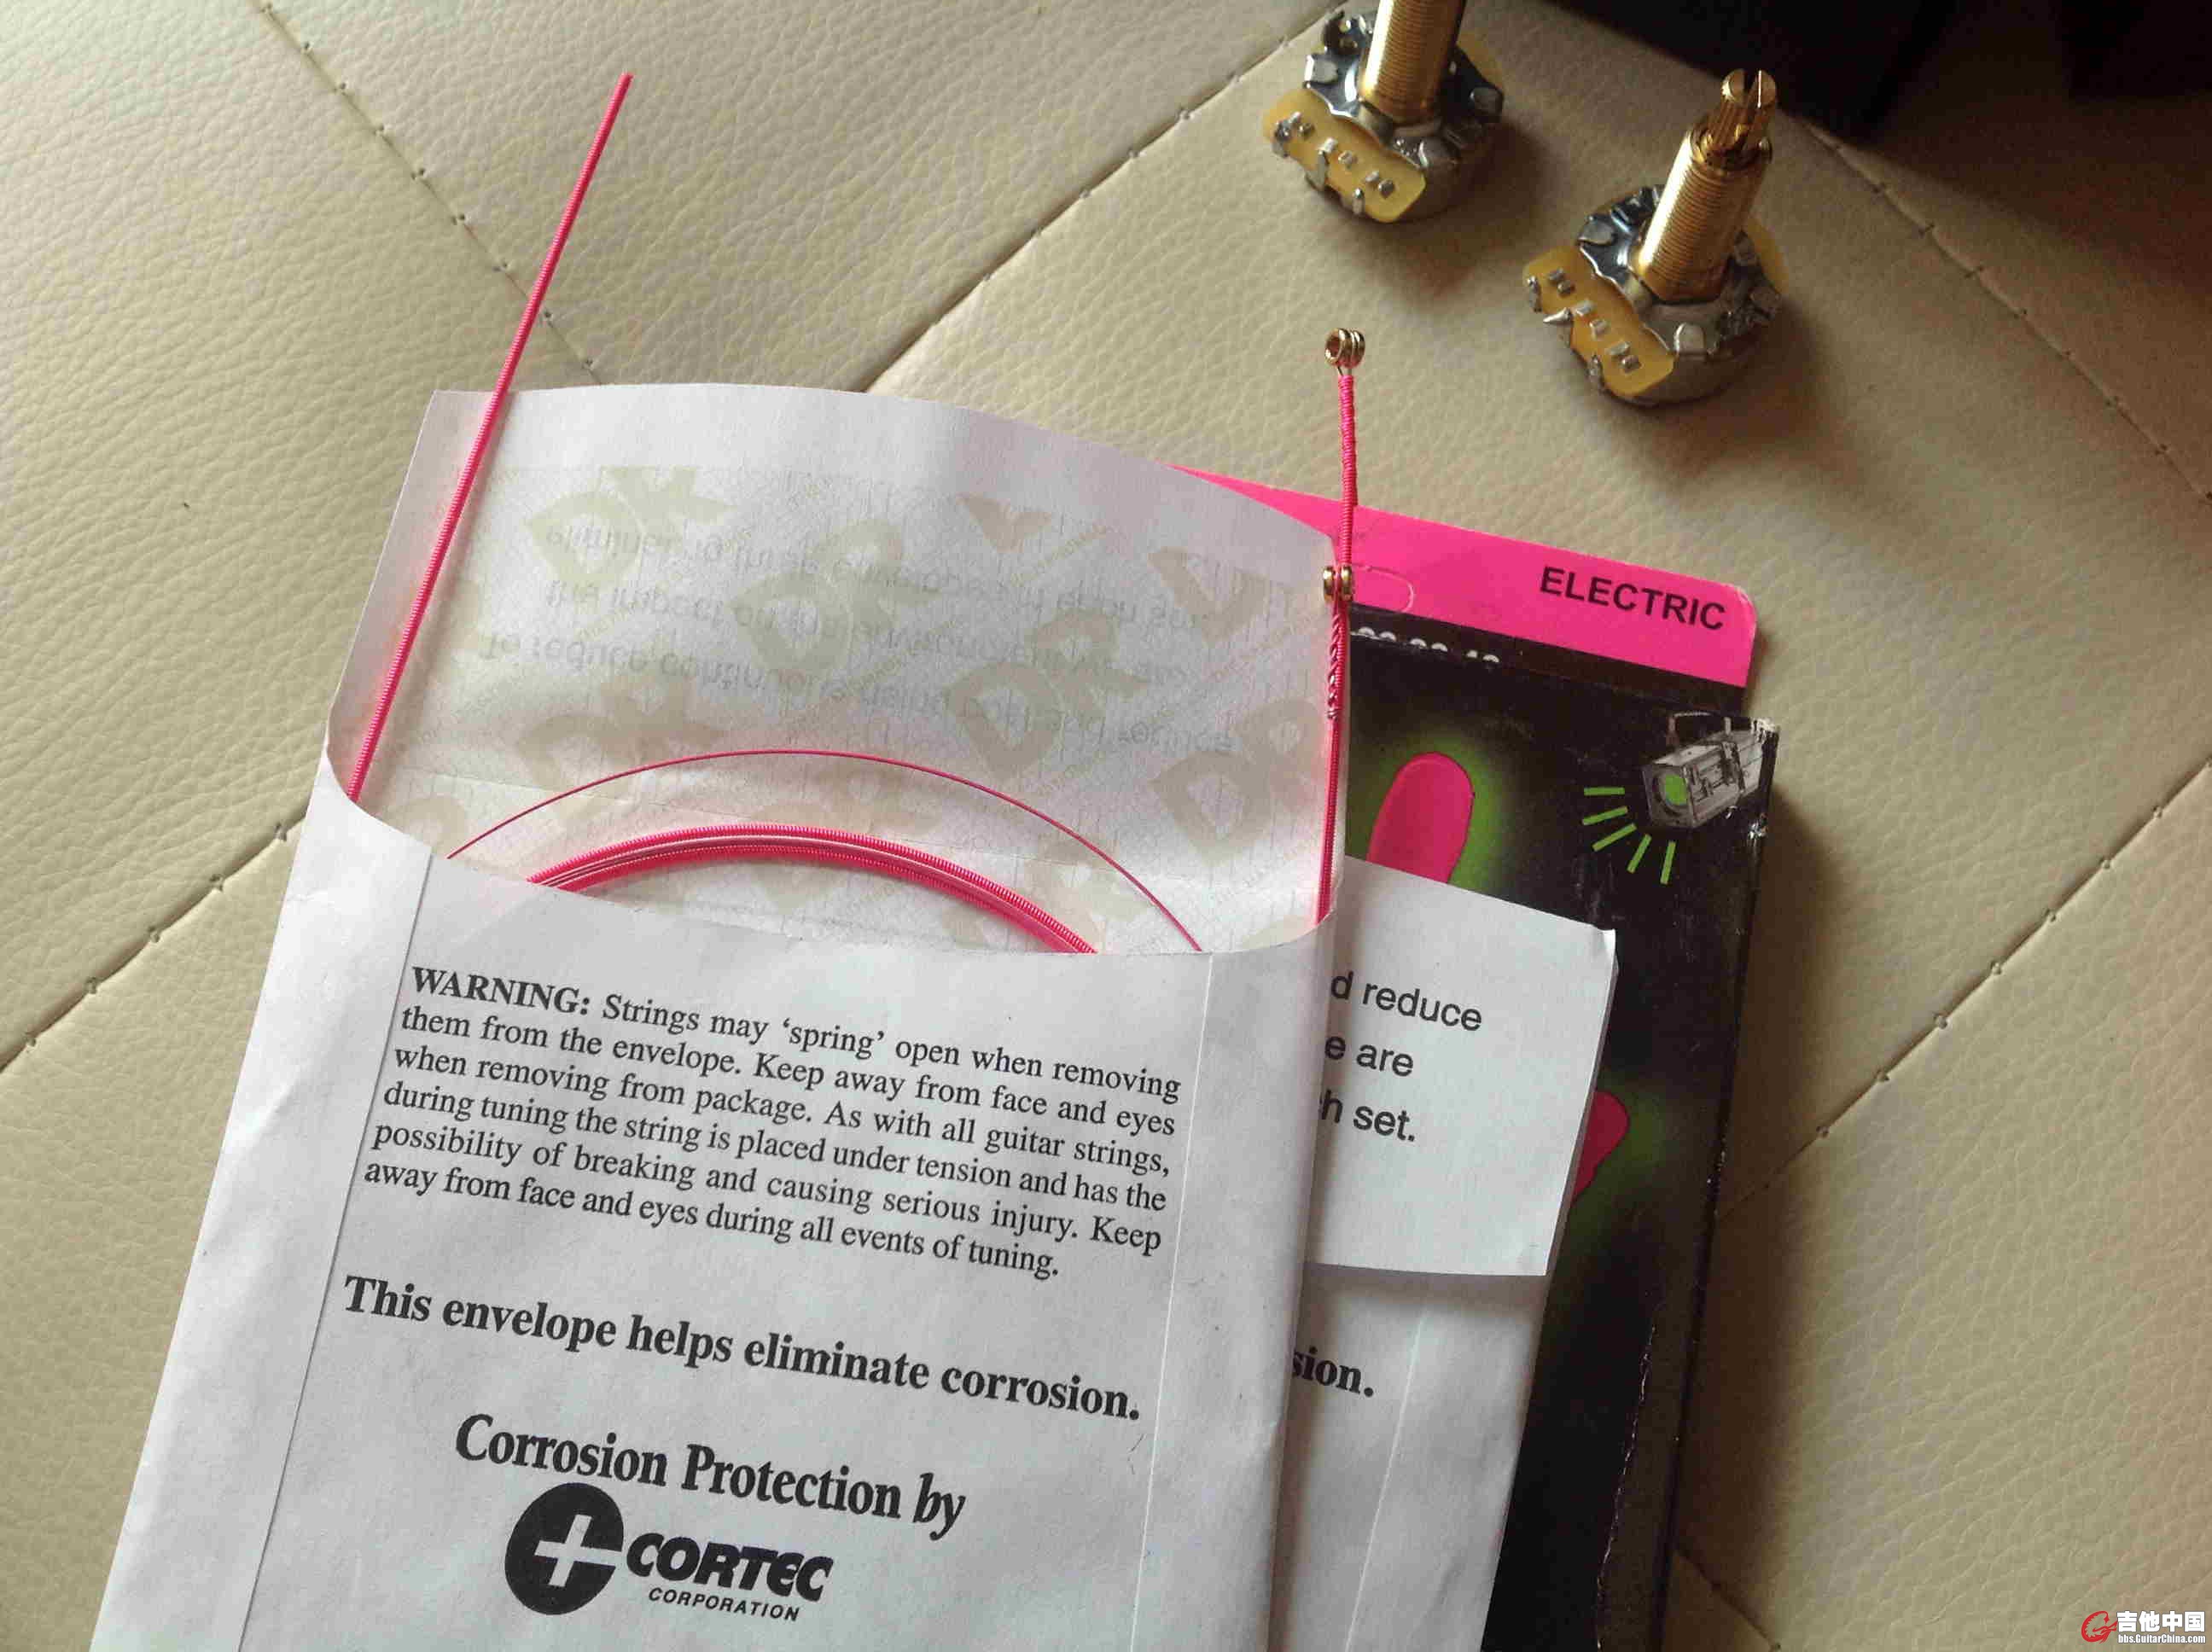 ELECTRIC
DR
DR
DR
DR
d reduce
e are
h set.
WARNING: Strings may ‘spring’ open when removing
them from the envelope. Keep away from face and eyes
when removing from package. As with all guitar strings,
during tuning the string is placed under tension and has the
possibility of breaking and causing serious injury. Keep
away from face and eyes during all events of tuning.
This envelope helps eliminate corrosion.
sion.
Corrosion Protection by
CORTEC
CORPORATION
吉他中国
bbs.GuitarChina.com